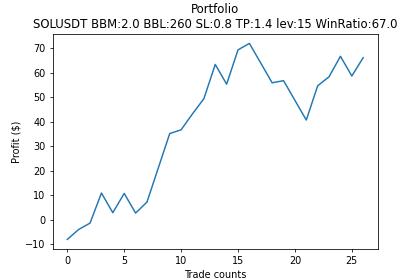 Portfolio
SOLUSDT BBM:2.0 BBL:260 SL:0.8 TP:1.4 lev:15 WinRatio:67.0
70
60
50
40
30
20
10
0
−10
Profit ($)
0 5 10 15 20 25
Trade counts